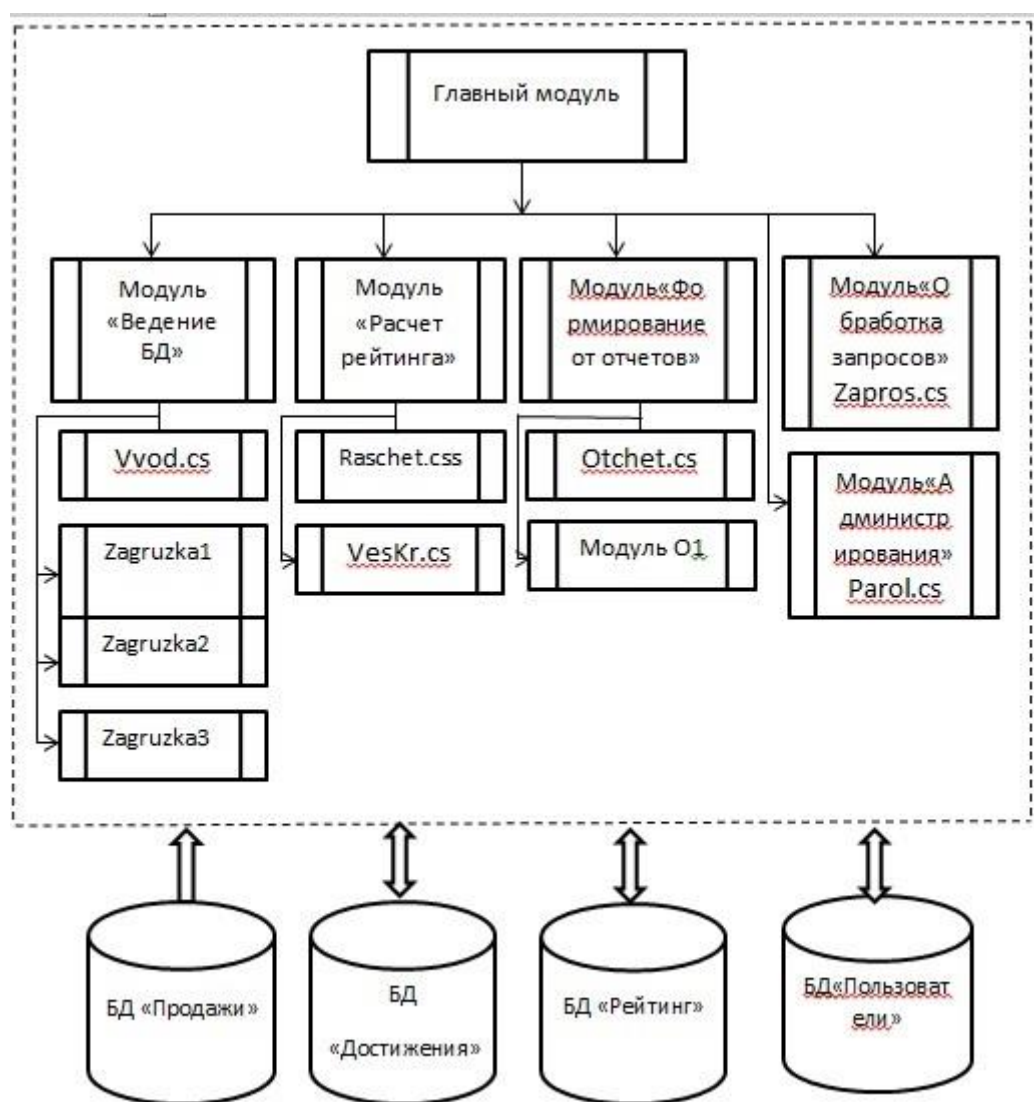 Главный модуль
Модуль
«Ведение
БД»
Модуль
«Расчет
рейтинга»
Модуль«Фо
рмирование
от отчетов»
Модуль«О
бработка
запросов»
Zapros.cs
Vvod.cs
Raschet.css
Otchet.cs
Модуль«А
дминистр
ирования»
Parol.cs
Zagruzka1
VesKr.cs
Модуль О1
Zagruzka2
Zagruzka3
БД «Продажи»
БД
«Достижения»
БД «Рейтинг»
БД«Пользоват
ели»